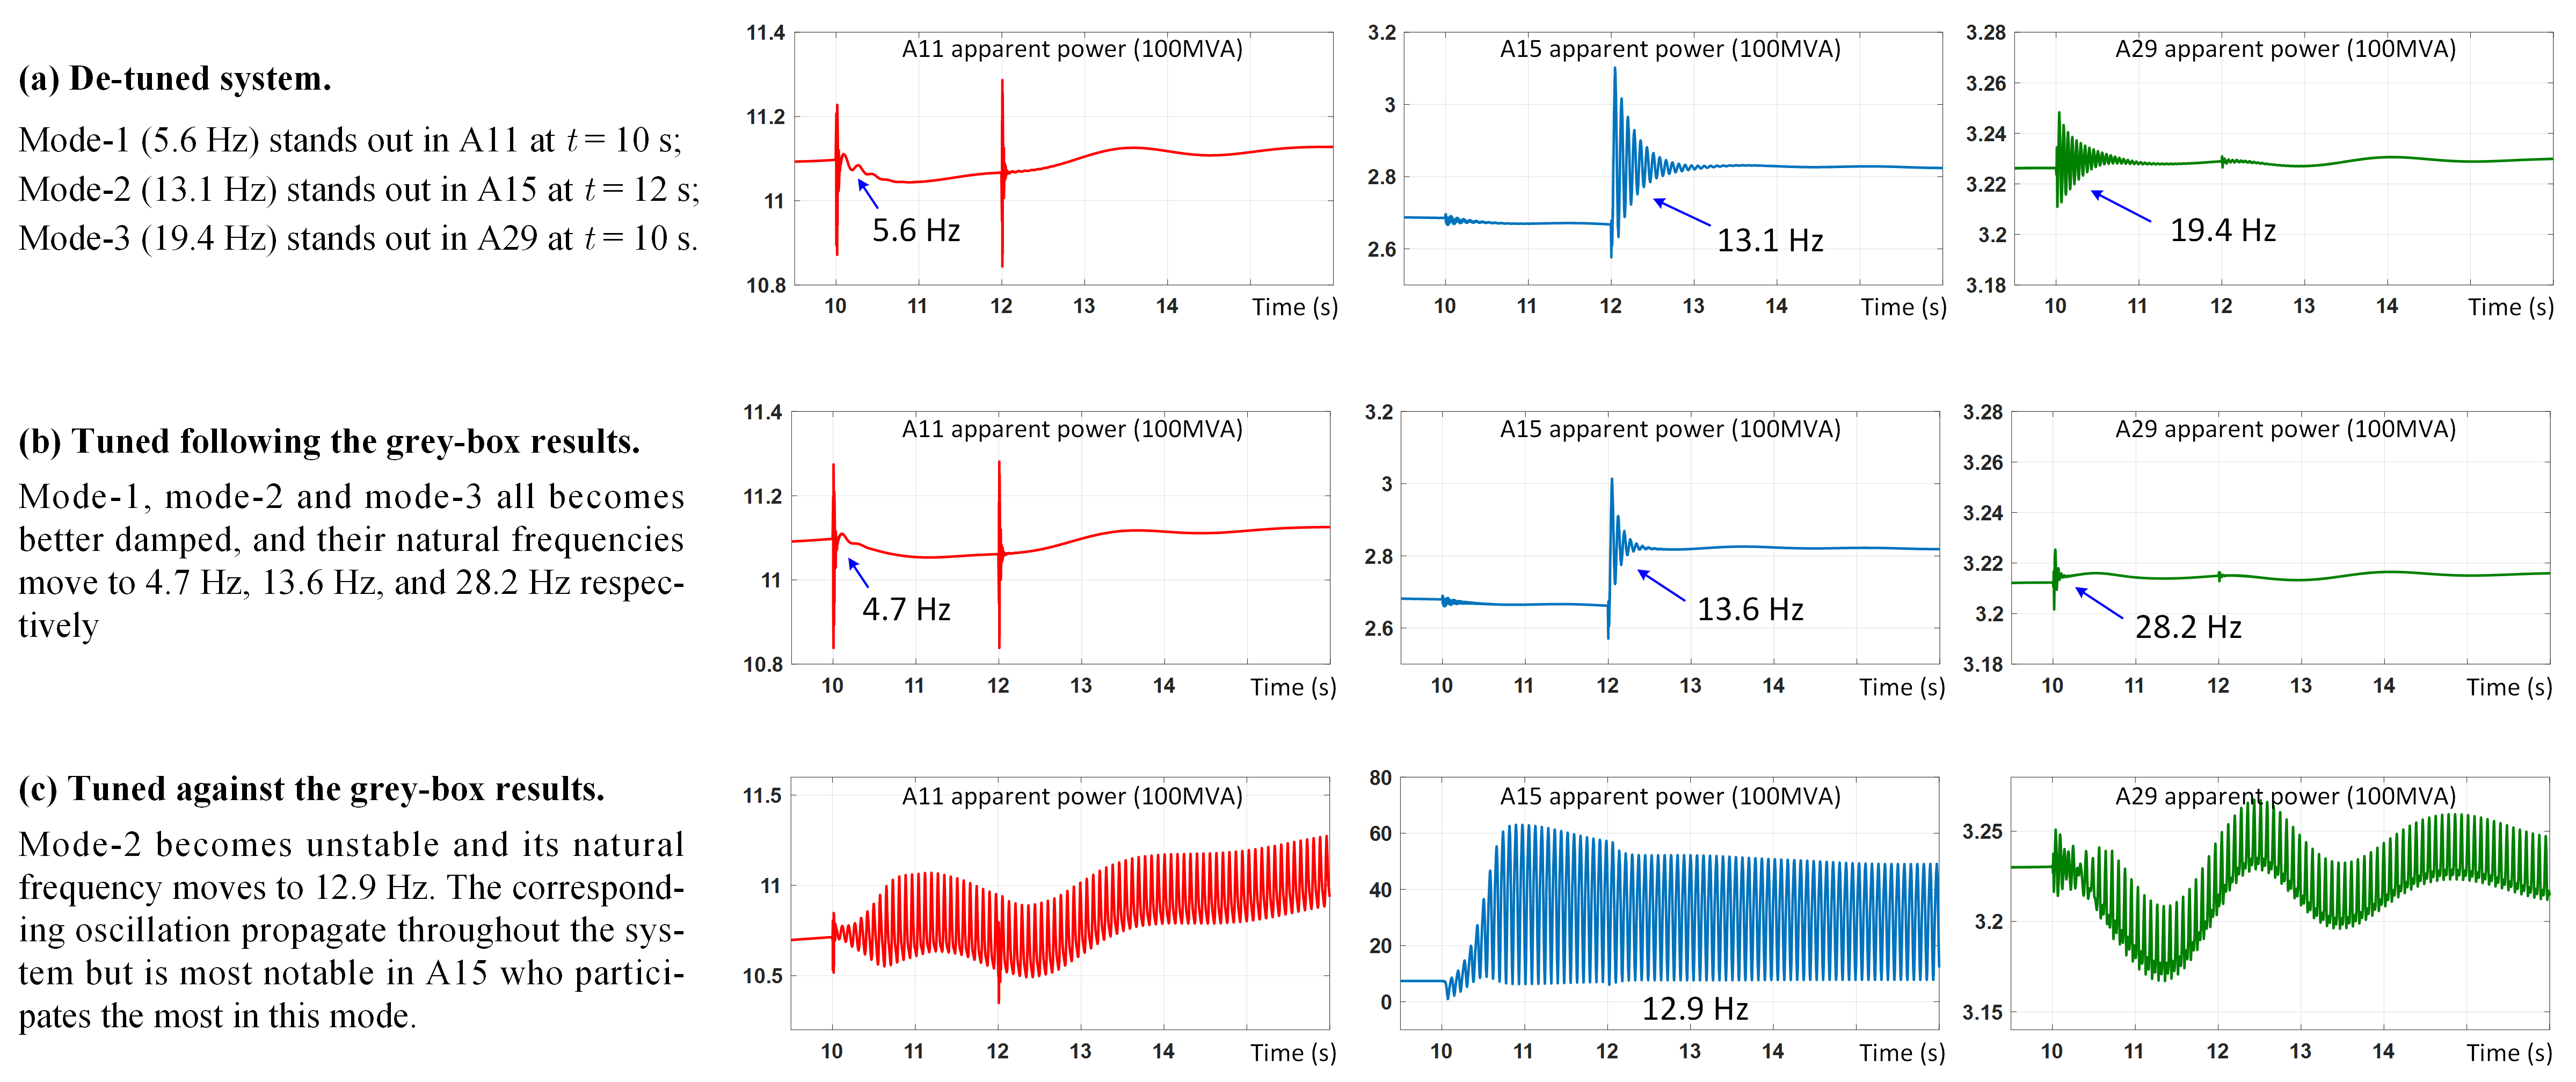 (a) De-tuned system.
Mode-1 (5.6 Hz) stands out in A11 at t = 10 s;
Mode-2 (13.1 Hz) stands out in A15 at t = 12 s;
Mode-3 (19.4 Hz) stands out in A29 at t = 10 s.
A11 apparent power (100MVA)
11.4
11.2
11
10.8
5.6 Hz
10 11 12 13 14 Time (s)
A15 apparent power (100MVA)
3.2
3
2.8
2.6
13.1 Hz
10 11 12 13 14 Time (s)
A29 apparent power (100MVA)
3.28
3.26
3.24
3.22
3.2
3.18
19.4 Hz
10 11 12 13 14 Time (s)
(b) Tuned following the grey-box results.
Mode-1, mode-2 and mode-3 all becomes
better damped, and their natural frequencies
move to 4.7 Hz, 13.6 Hz, and 28.2 Hz respec-
tively
A11 apparent power (100MVA)
11.4
11.2
11
10.8
4.7 Hz
10 11 12 13 14 Time (s)
A15 apparent power (100MVA)
3.2
3
2.8
2.6
13.6 Hz
10 11 12 13 14 Time (s)
A29 apparent power (100MVA)
3.28
3.26
3.24
3.22
3.2
3.18
28.2 Hz
10 11 12 13 14 Time (s)
(c) Tuned against the grey-box results.
Mode-2 becomes unstable and its natural
frequency moves to 12.9 Hz. The correspond-
ing oscillation propagate throughout the sys-
tem but is most notable in A15 who partici-
pates the most in this mode.
A11 apparent power (100MVA)
11.5
11
10.5
10 11 12 13 14 Time (s)
A15 apparent power (100MVA)
80
60
40
20
0
12.9 Hz
10 11 12 13 14 Time (s)
A29 apparent power (100MVA)
3.25
3.2
3.15
10 11 12 13 14 Time (s)